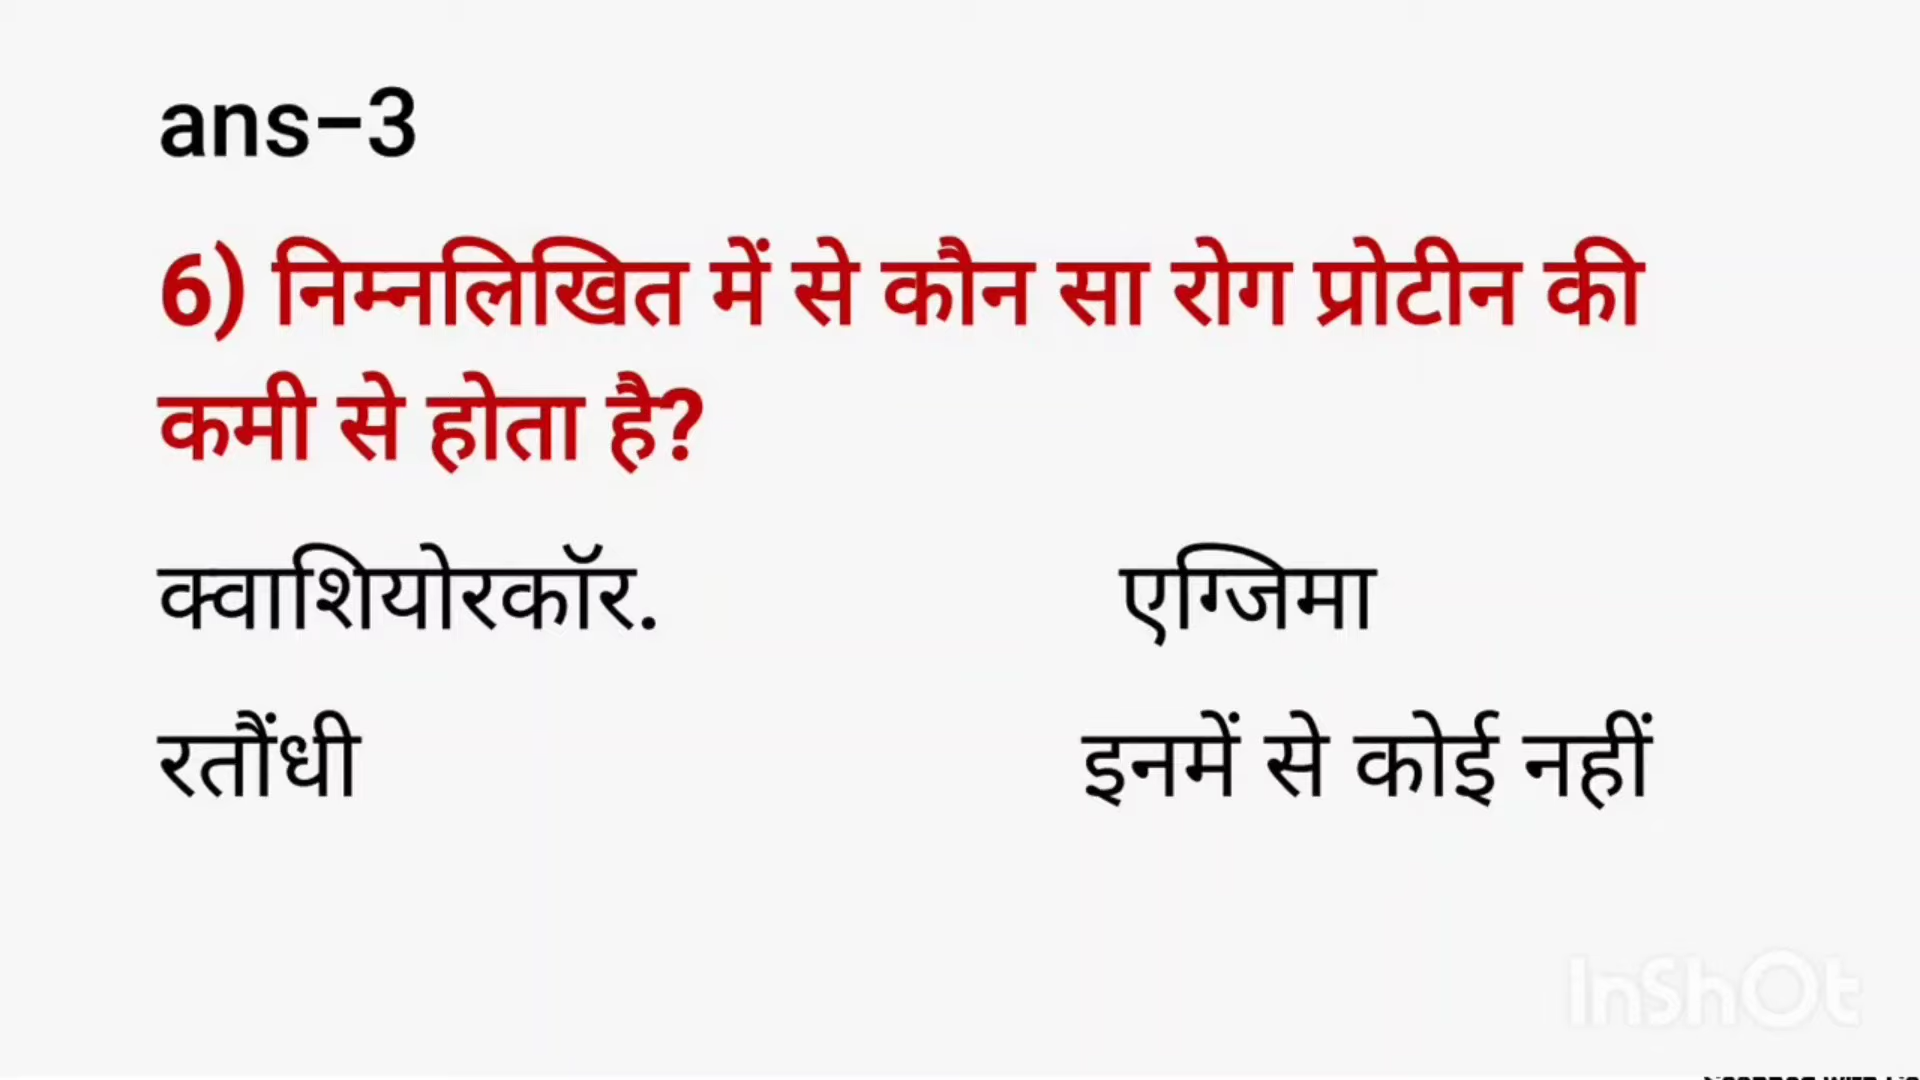 ans–3
6) निम्नलिखित में से कौन सा रोग प्रोटीन की
कमी से होता है?
क्वाशियोरकॉर. एग्जिमा
रतौंधी इनमें से कोई नहीं
InShOt